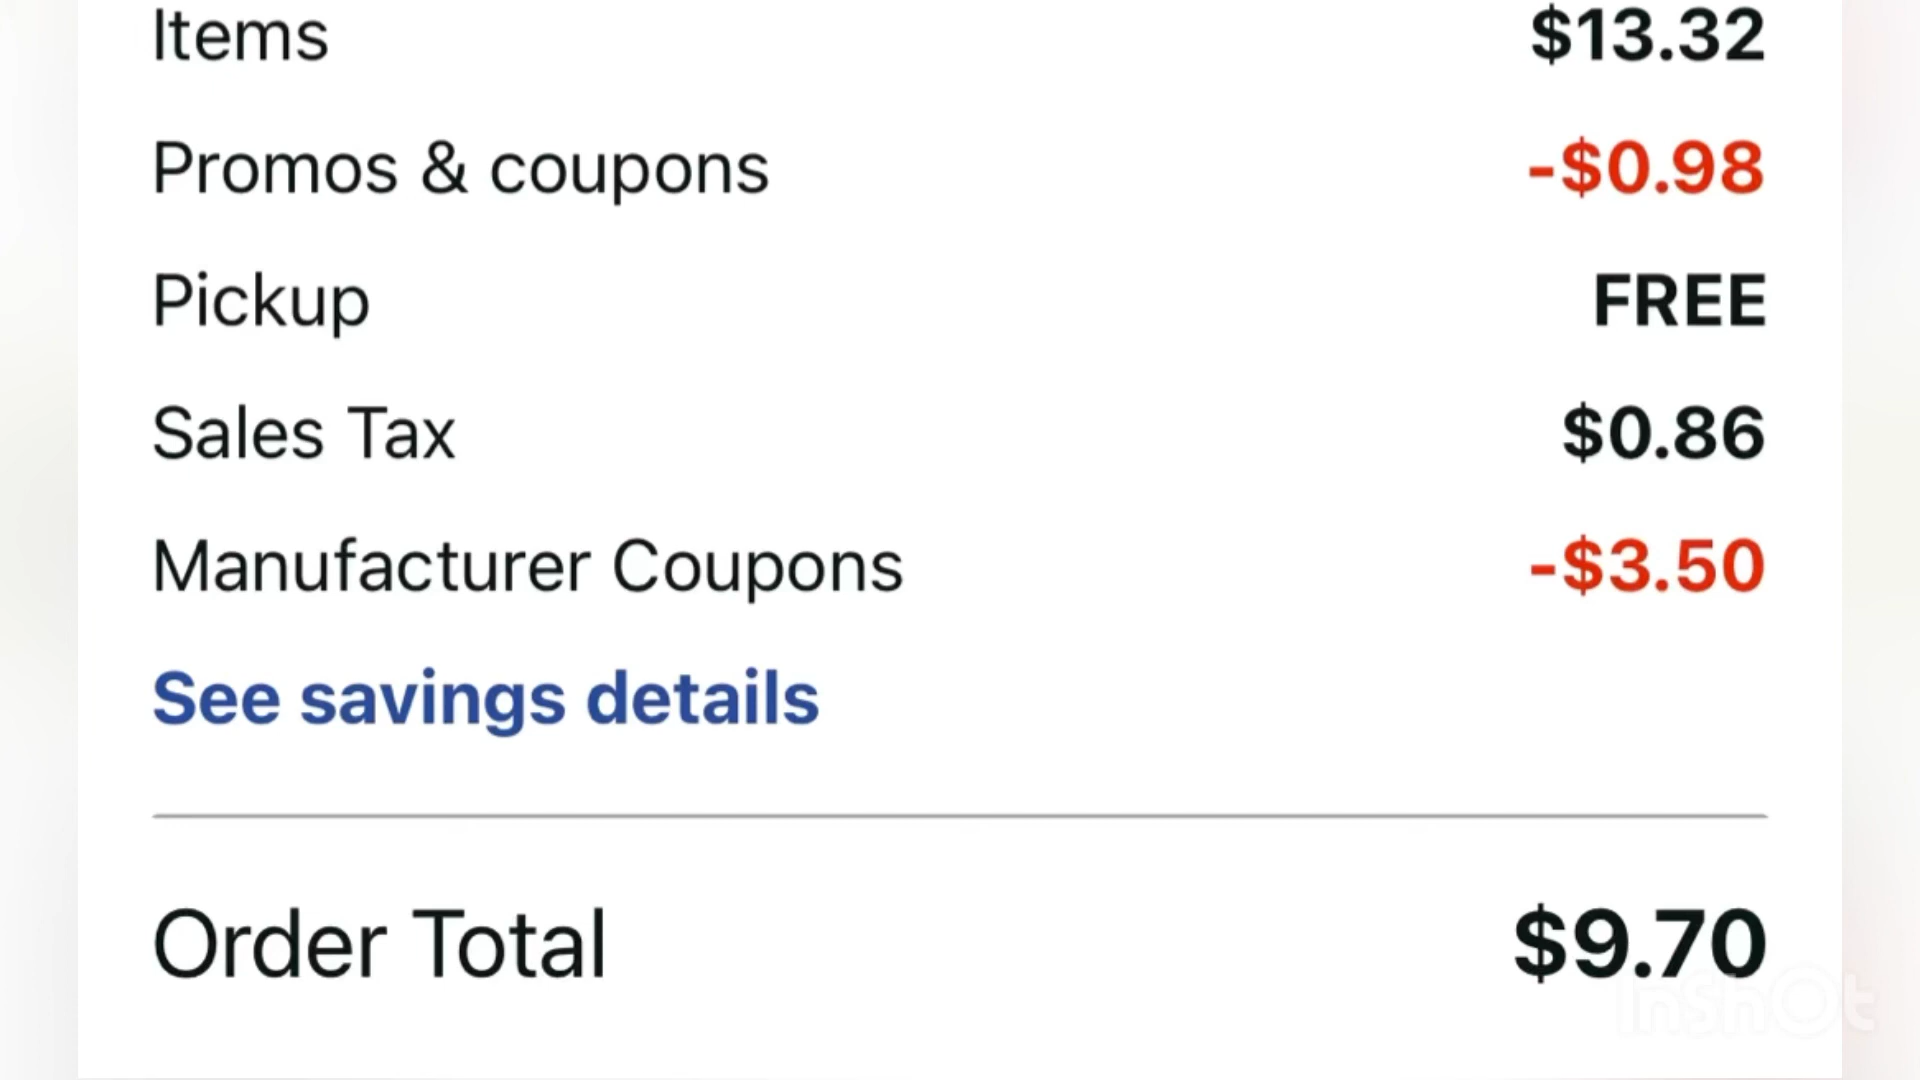 Items $13.32
Promos & coupons -$0.98
Pickup FREE
Sales Tax $0.86
Manufacturer Coupons -$3.50
See savings details
Order Total $9.70
InShOt